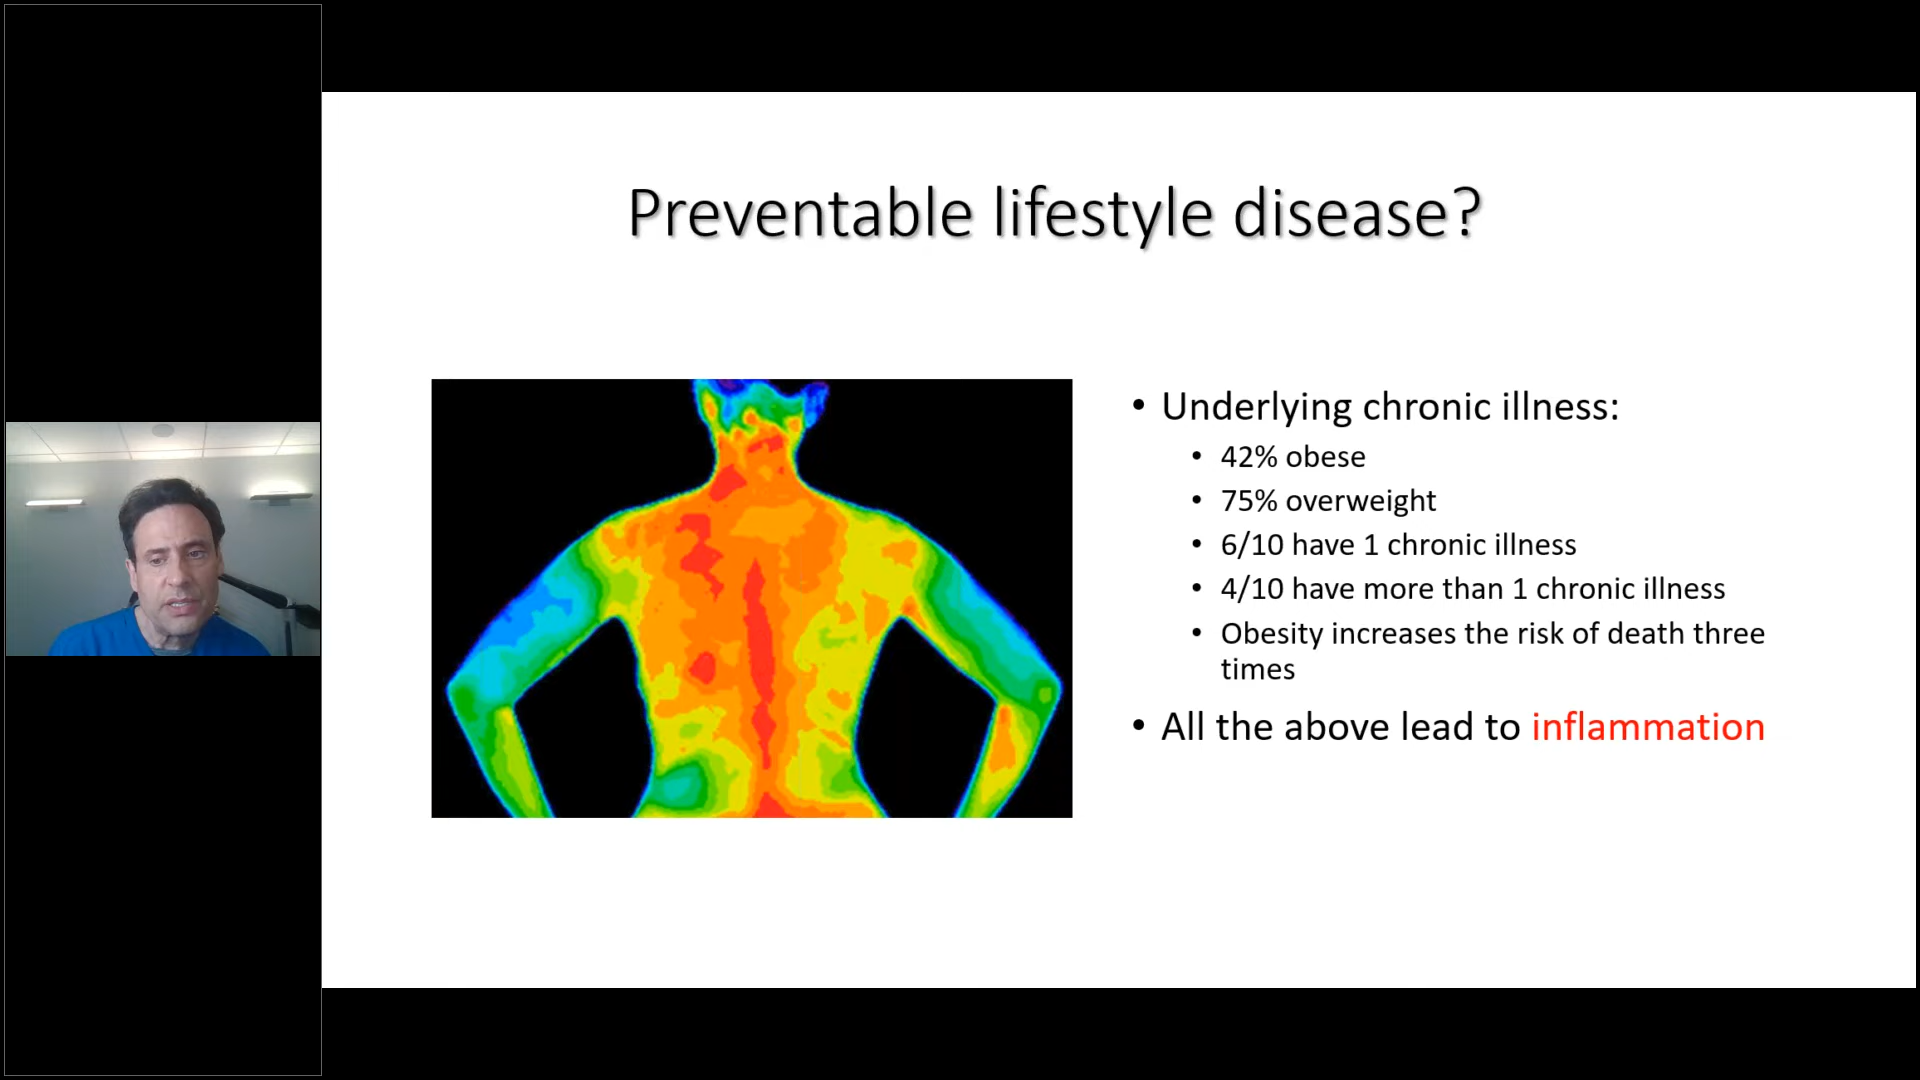 Preventable lifestyle disease?
• Underlying chronic illness:
• 42% obese
• 75% overweight
• 6/10 have 1 chronic illness
• 4/10 have more than 1 chronic illness
• Obesity increases the risk of death three
times
• All the above lead to inflammation